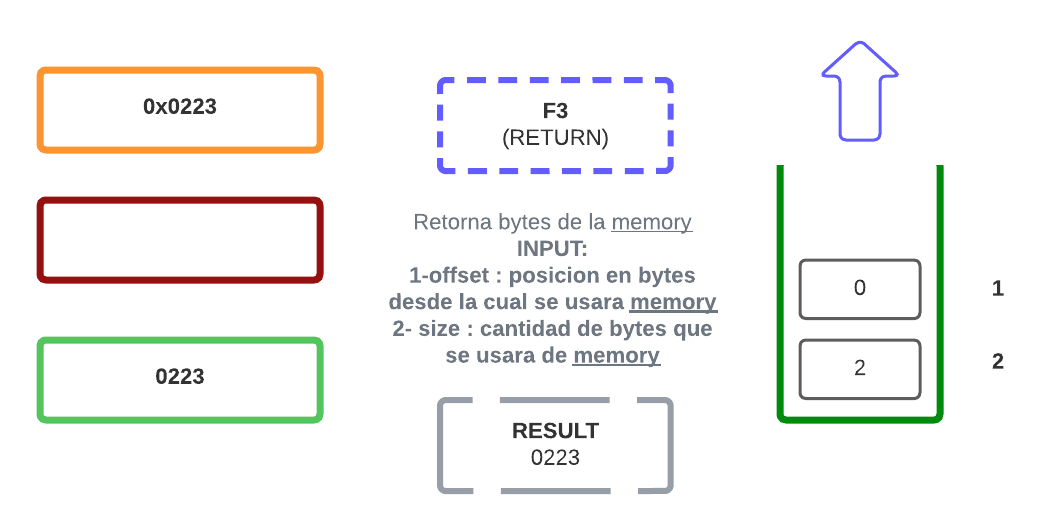 0x0223
0223
F3
(RETURN)
Retorna bytes de la memory
INPUT:
1-offset : posicion en bytes
desde la cual se usara memory
2- size : cantidad de bytes que
se usara de memory
RESULT
0223
0
1
2
2